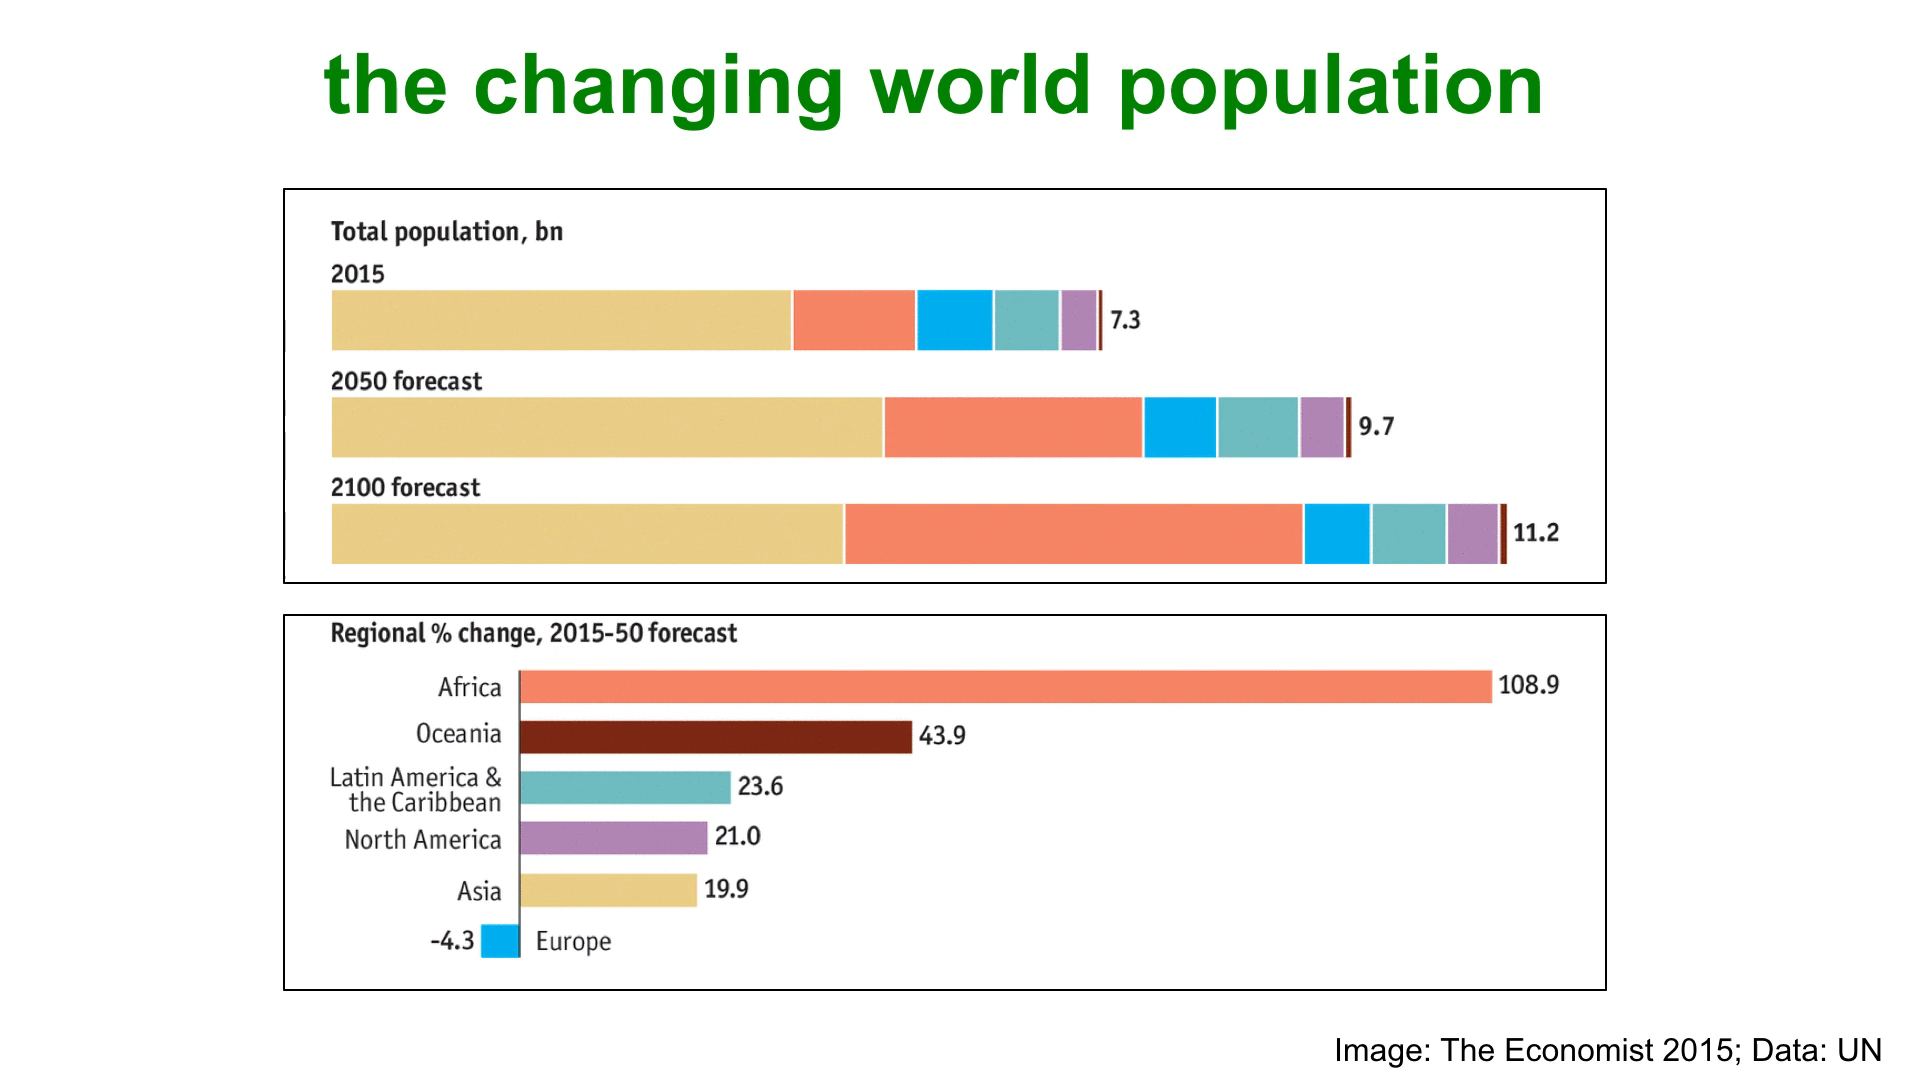 the changing world population
Total population, bn
2015
7.3
2050 forecast
9.7
2100 forecast
11.2
Regional % change, 2015-50 forecast
Africa 108.9
Oceania 43.9
Latin America &
the Caribbean 23.6
North America 21.0
Asia 19.9
-4.3 Europe
Image: The Economist 2015; Data: UN